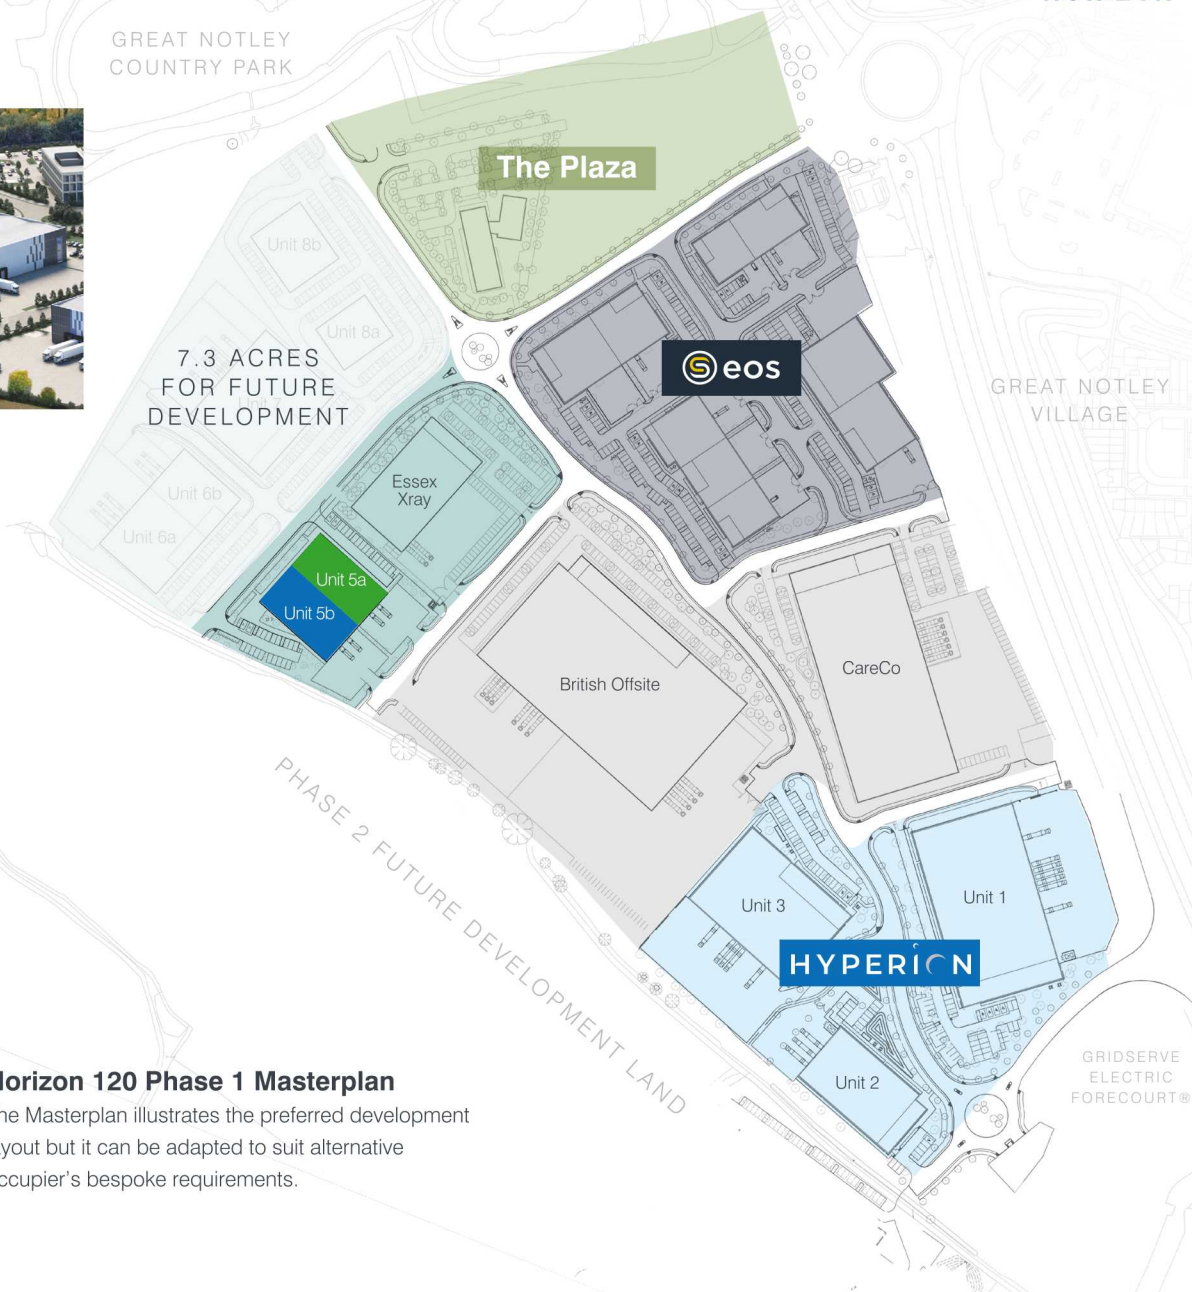 GREAT NOTLEY
COUNTRY PARK
The Plaza
Unit 8b
Unit 8a
7.3 ACRES
FOR FUTURE
DEVELOPMENT
eos
GREAT NOTLEY
VILLAGE
Essex
Xray
Unit 6b
Unit 6a
Unit 5a
Unit 5b
British Offsite
CareCo
PHASE 2 FUTURE DEVELOPMENT LAND
Unit 3
Unit 1
HYPERION
Unit 2
GRIDSERVE
ELECTRIC
FORECOURT®
orizon 120 Phase 1 Masterplan
he Masterplan illustrates the preferred development
yout but it can be adapted to suit alternative
ccupier's bespoke requirements.